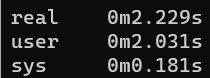 real    0m2.229s
user    0m2.031s
sys     0m0.181s